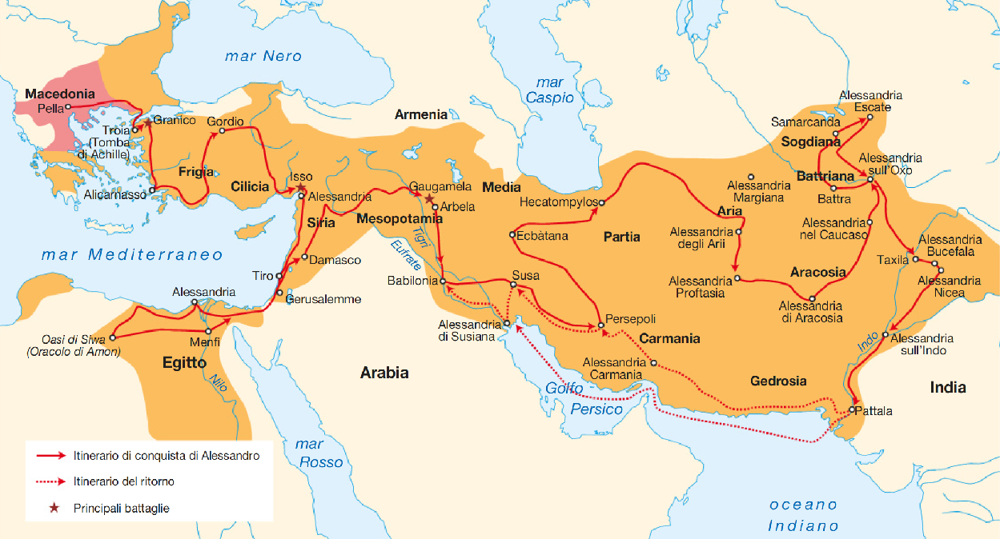 mar Nero
mar
Caspio
Macedonia
Pella
Troia
(Tomba
di Achille)
Granico
Gordio
Armenia
Alessandria
Escate
Samarcanda
Sogdiana
Frigia
Cilicia
Isso
Alicarnasso
Alessandria
Gaugamela
Arbela
Media
Hecatompylos
Alessandria
Margiana
Battriana
Battra
Alessandria
sull'Oxo
Siria
Mesopotamia
Tigri
Eufrate
Ecbàtana
Partia
Aria
Alessandria
degli Arii
Alessandria
nel Caucaso
Alessandria
Bucefala
Taxila
Alessandria
Nicea
mar Mediterraneo
Damasco
Tiro
Gerusalemme
Babilonia
Susa
Alessandria
Proftasia
Aracosia
Alessandria
di Aracosia
Alessandria
Oasi di Siwa
(Oracolo di Amon)
Menfi
Egitto
Nilo
Alessandria
di Susiana
Persepoli
Carmania
Alessandria
Carmania
Indo
Alessandria
sull'Indo
Arabia
Golfo
Persico
Gedrosia
India
Pattala
mar
Rosso
oceano
Indiano
Itinerario di conquista di Alessandro
Itinerario del ritorno
Principali battaglie